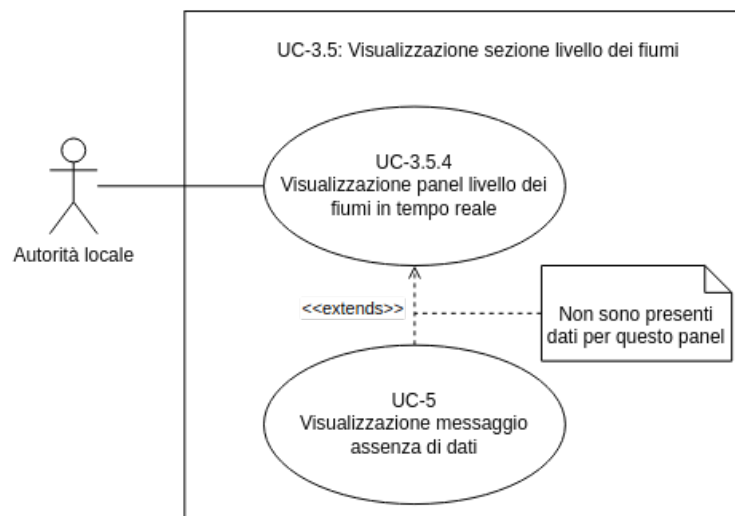 UC-3.5: Visualizzazione sezione livello dei fiumi
UC-3.5.4
Visualizzazione panel livello dei
fiumi in tempo reale
Autorità locale
<<extends>>
Non sono presenti
dati per questo panel
UC-5
Visualizzazione messaggio
assenza di dati